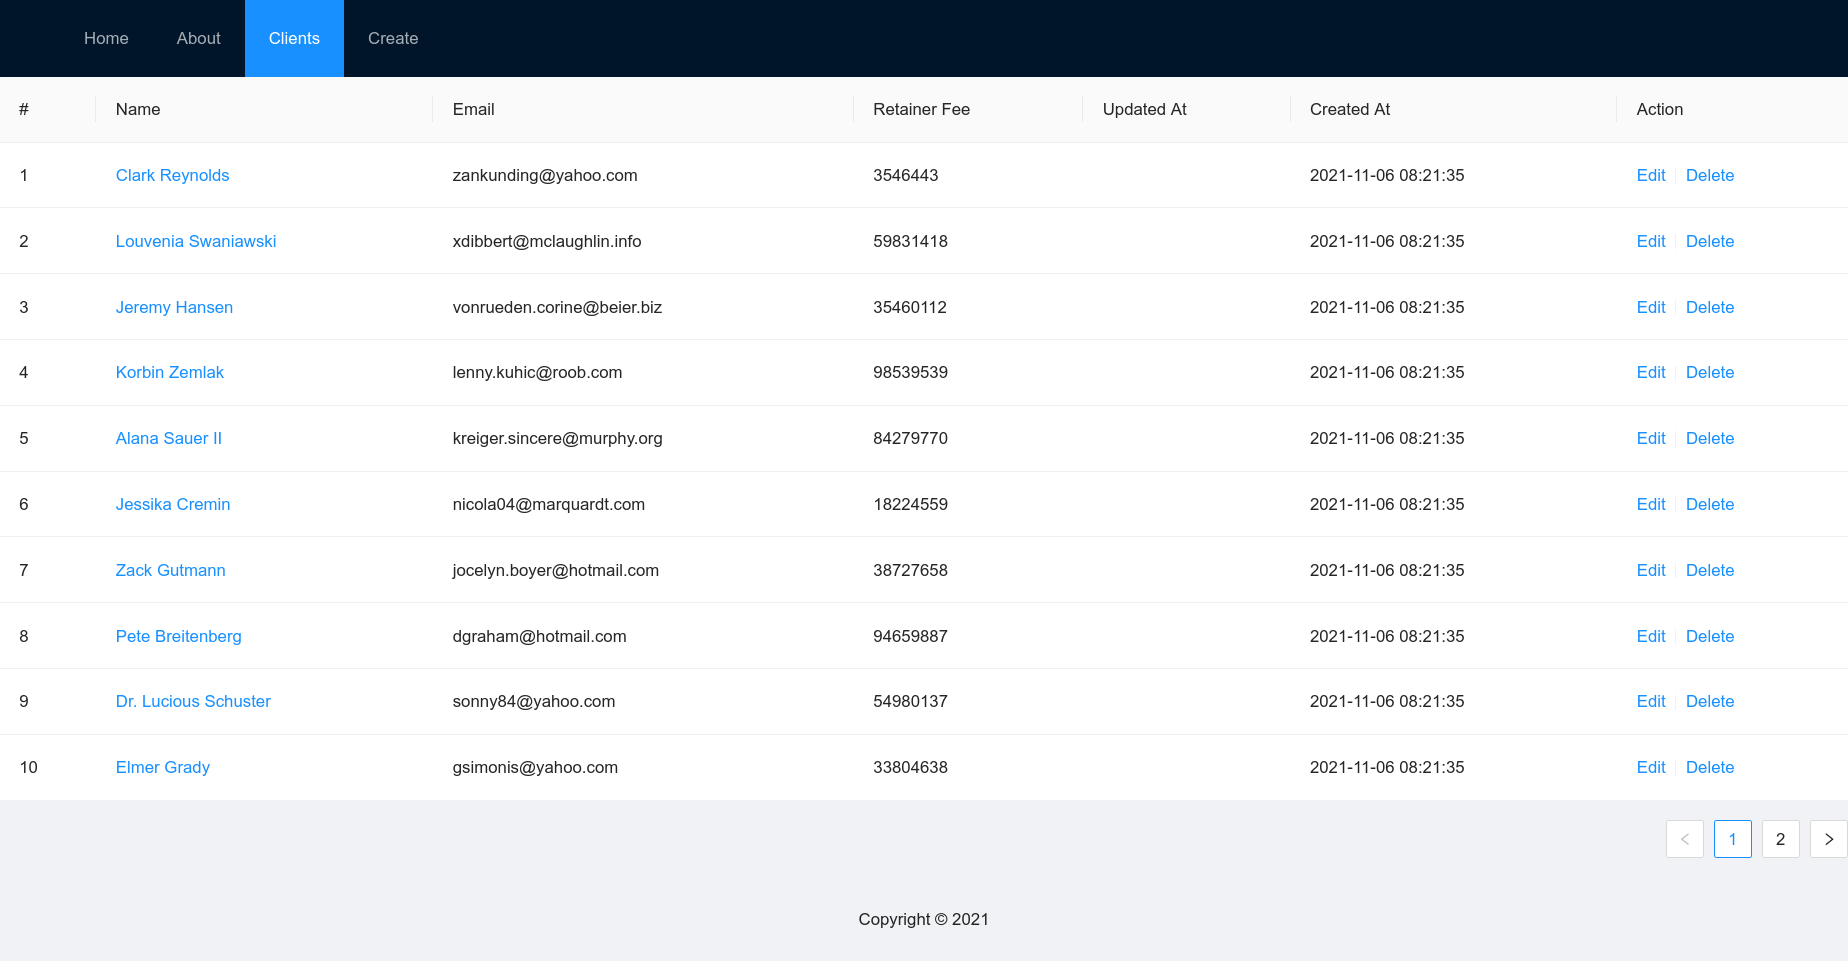 Home About Clients Create
# Name Email Retainer Fee Updated At Created At Action
1 Clark Reynolds zankunding@yahoo.com 3546443 2021-11-06 08:21:35 Edit Delete
2 Louvenia Swaniawski xdibbert@mclaughlin.info 59831418 2021-11-06 08:21:35 Edit Delete
3 Jeremy Hansen vonrueden.corine@beier.biz 35460112 2021-11-06 08:21:35 Edit Delete
4 Korbin Zemlak lenny.kuhic@roob.com 98539539 2021-11-06 08:21:35 Edit Delete
5 Alana Sauer II kreiger.sincere@murphy.org 84279770 2021-11-06 08:21:35 Edit Delete
6 Jessika Cremin nicola04@marquardt.com 18224559 2021-11-06 08:21:35 Edit Delete
7 Zack Gutmann jocelyn.boyer@hotmail.com 38727658 2021-11-06 08:21:35 Edit Delete
8 Pete Breitenberg dgraham@hotmail.com 94659887 2021-11-06 08:21:35 Edit Delete
9 Dr. Lucious Schuster sonny84@yahoo.com 54980137 2021-11-06 08:21:35 Edit Delete
10 Elmer Grady gsimonis@yahoo.com 33804638 2021-11-06 08:21:35 Edit Delete
< 1 2 >
Copyright © 2021